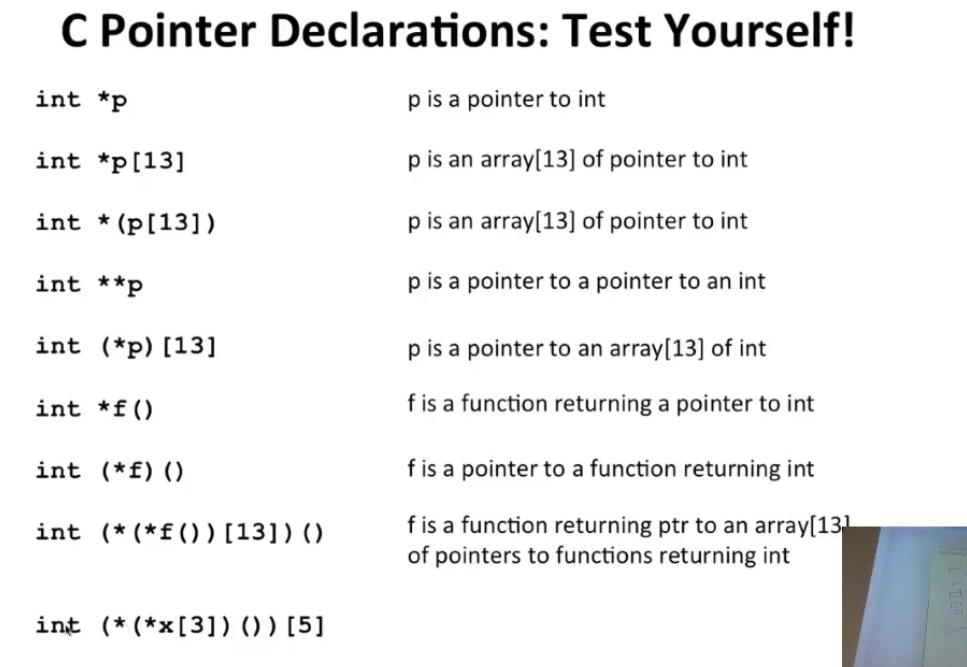 C Pointer Declarations: Test Yourself!
int *p p is a pointer to int
int *p[13] p is an array[13] of pointer to int
int *(p[13]) p is an array[13] of pointer to int
int **p p is a pointer to a pointer to an int
int (*p)[13] p is a pointer to an array[13] of int
int *f() f is a function returning a pointer to int
int (*f)() f is a pointer to a function returning int
int (*(*f())[13])() f is a function returning ptr to an array[13]
of pointers to functions returning int
int (*(*x[3])())[5]